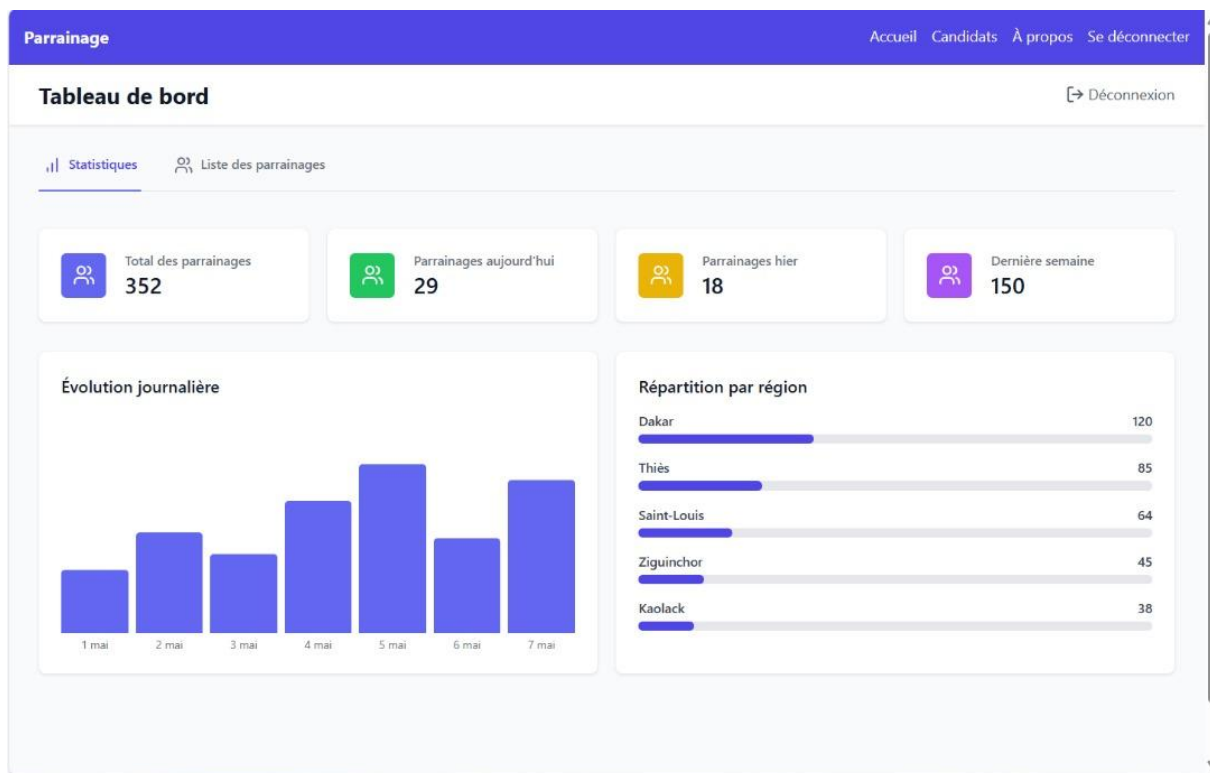 Parrainage
Accueil Candidats À propos Se déconnecter
Tableau de bord
Déconnexion
Statistiques
Liste des parrainages
Total des parrainages
352
Parrainages aujourd'hui
29
Parrainages hier
18
Dernière semaine
150
Évolution journalière
1 mai 2 mai 3 mai 4 mai 5 mai 6 mai 7 mai
Répartition par région
Dakar 120
Thiès 85
Saint-Louis 64
Ziguinchor 45
Kaolack 38